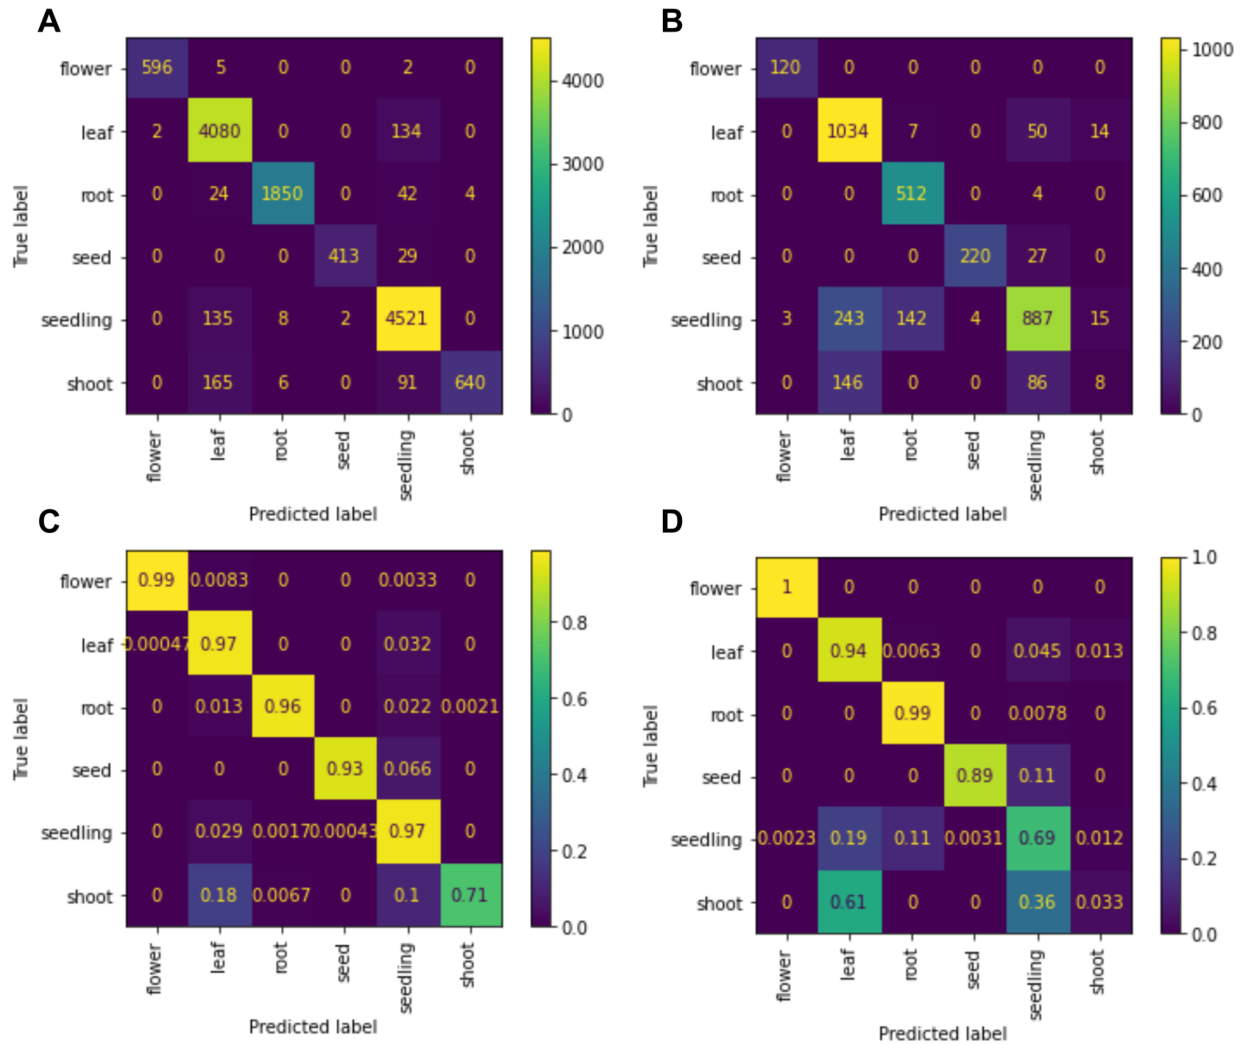 A
True label
flower 596 5 0 0 2 0
leaf 2 4080 0 0 134 0
root 0 24 1850 0 42 4
seed 0 0 0 413 29 0
seedling 0 135 8 2 4521 0
shoot 0 165 6 0 91 640
flower leaf root seed seedling shoot
Predicted label
4000
3000
2000
1000
0
B
True label
flower 120 0 0 0 0 0
leaf 0 1034 7 0 50 14
root 0 0 512 0 4 0
seed 0 0 0 220 27 0
seedling 3 243 142 4 887 15
shoot 0 146 0 0 86 8
flower leaf root seed seedling shoot
Predicted label
1000
800
600
400
200
0
C
True label
flower 0.99 0.0083 0 0 0.0033 0
leaf 0.00047 0.97 0 0 0.032 0
root 0 0.013 0.96 0 0.022 0.0021
seed 0 0 0 0.93 0.066 0
seedling 0 0.029 0.0017 0.00043 0.97 0
shoot 0 0.18 0.0067 0 0.1 0.71
flower leaf root seed seedling shoot
Predicted label
0.8
0.6
0.4
0.2
0.0
D
True label
flower 1 0 0 0 0 0
leaf 0 0.94 0.0063 0 0.045 0.013
root 0 0 0.99 0 0.0078 0
seed 0 0 0 0.89 0.11 0
seedling 0.0023 0.19 0.11 0.0031 0.69 0.012
shoot 0 0.61 0 0 0.36 0.033
flower leaf root seed seedling shoot
Predicted label
1.0
0.8
0.6
0.4
0.2
0.0